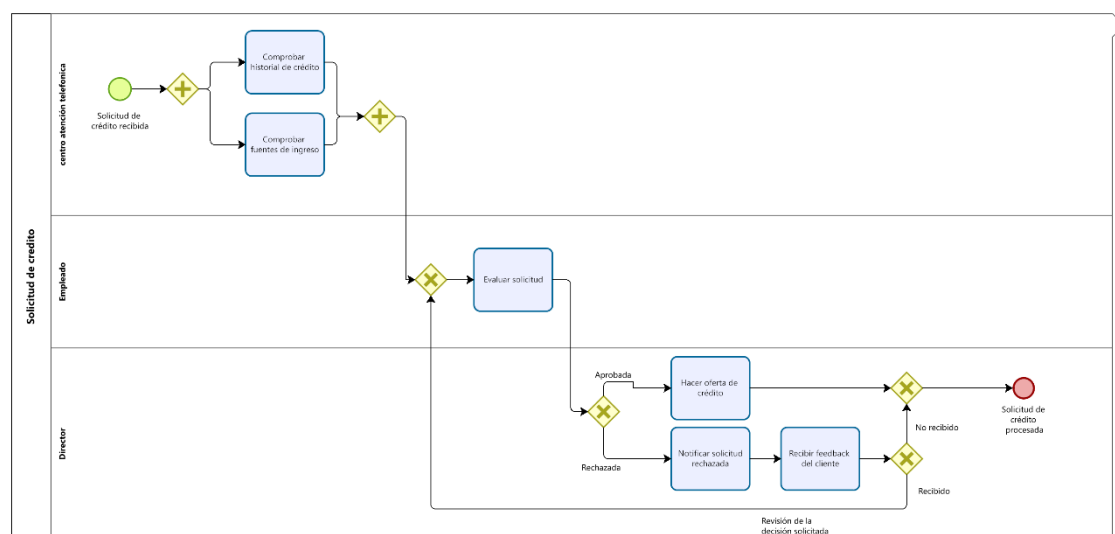 Solicitud de credito
centro atención telefonica
Solicitud de
crédito recibida
Comprobar
historial de crédito
Comprobar
fuentes de ingreso
Empleado
Evaluar solicitud
Director
Aprobada
Hacer oferta de
crédito
Rechazada
Notificar solicitud
rechazada
Recibir feedback
del cliente
No recibido
Recibido
Solicitud de
crédito
procesada
Revisión de la
decisión solicitada